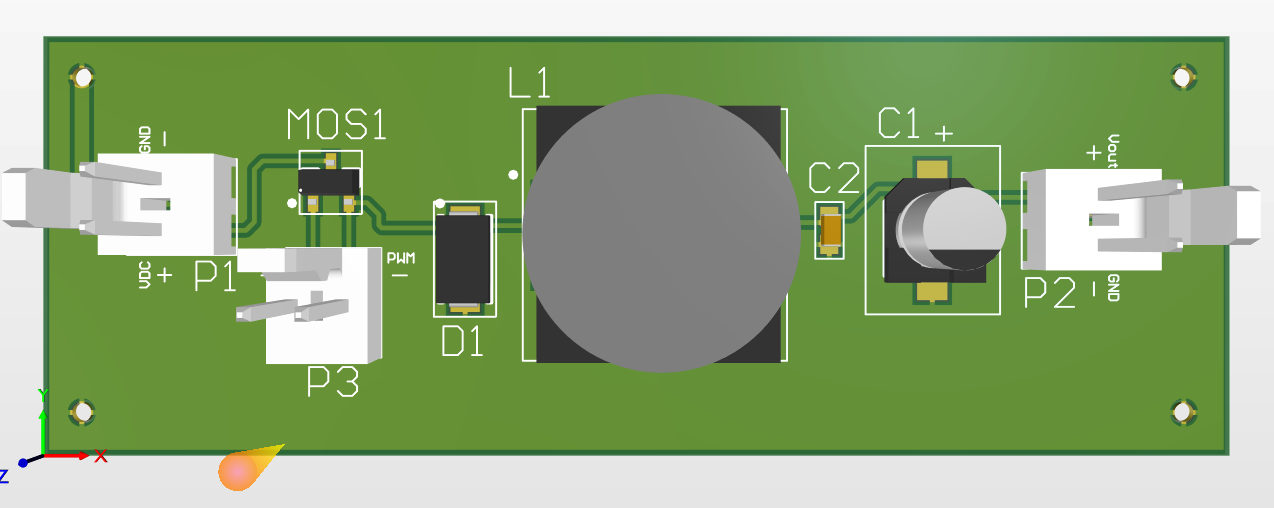 L1
MOS1
C1 +
GND −
+ Vout
C2
PWM
−
VDC + P1
P2 − GND
D1
P3
Y
X
Z